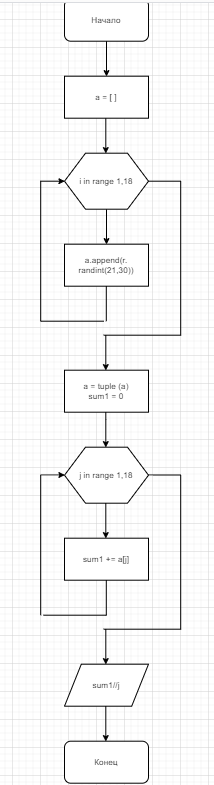 Начало
a = [ ]
i in range 1,18
a.append(r.
randint(21,30))
a = tuple (a)
sum1 = 0
j in range 1,18
sum1 += a[j]
sum1//j
Конец